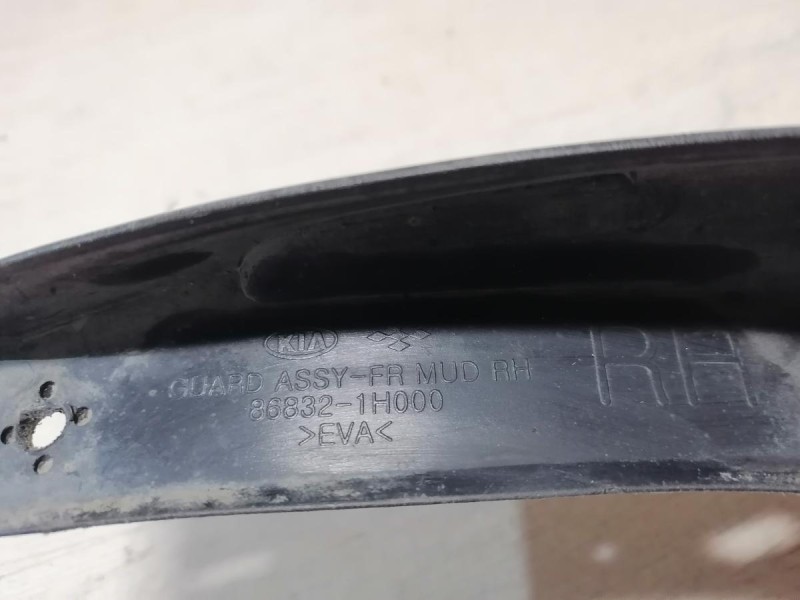 KIA
GUARD ASSY-FR MUD RH
86832-1H000
>EVA<
RH